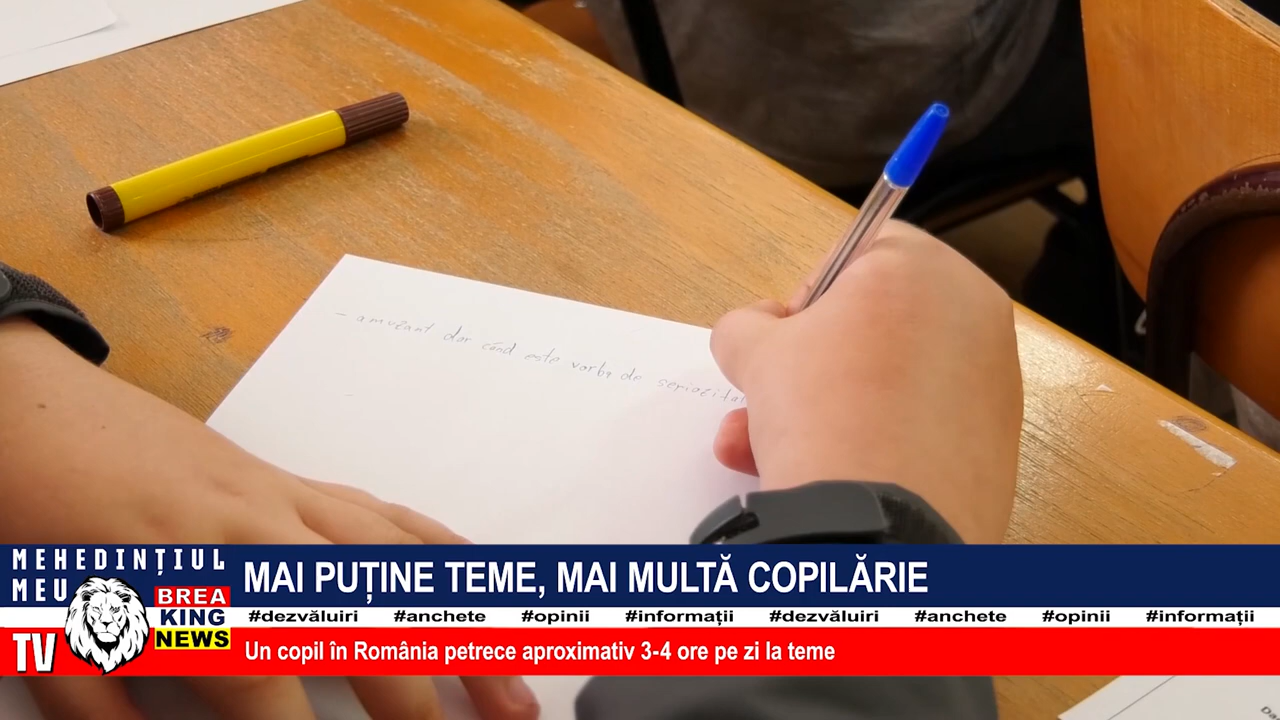 - amuzant dar când este vorba de seriozitat
MEHEDINȚIUL
MEU
TV
BREA
KING
NEWS
MAI PUȚINE TEME, MAI MULTĂ COPILĂRIE
#dezvăluiri #anchete #opinii #informații #dezvăluiri #anchete #opinii #informații
Un copil în România petrece aproximativ 3-4 ore pe zi la teme